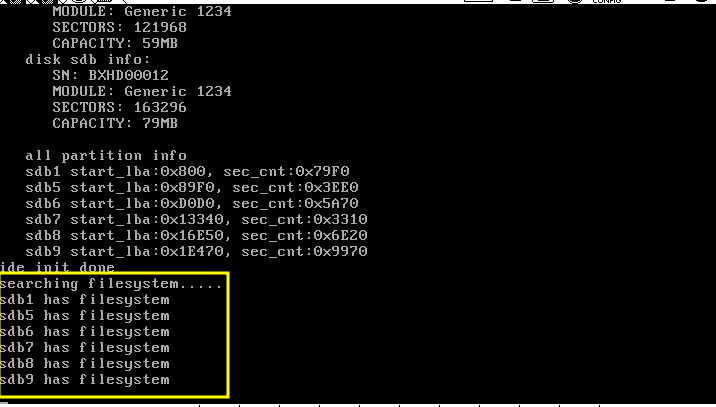 CONFIG
MODULE: Generic 1234
SECTORS: 121968
CAPACITY: 59MB
disk sdb info:
SN: BXHD00012
MODULE: Generic 1234
SECTORS: 163296
CAPACITY: 79MB
all partition info
sdb1 start_lba:0x800, sec_cnt:0x79F0
sdb5 start_lba:0x89F0, sec_cnt:0x3EE0
sdb6 start_lba:0xD0D0, sec_cnt:0x5A70
sdb7 start_lba:0x13340, sec_cnt:0x3310
sdb8 start_lba:0x16E50, sec_cnt:0x6E20
sdb9 start_lba:0x1E470, sec_cnt:0x9970
ide init done
searching filesystem.....
sdb1 has filesystem
sdb5 has filesystem
sdb6 has filesystem
sdb7 has filesystem
sdb8 has filesystem
sdb9 has filesystem